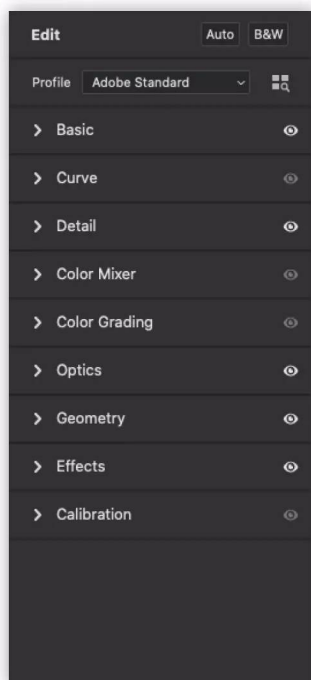 Edit Auto B&W
Profile Adobe Standard
Basic
Curve
Detail
Color Mixer
Color Grading
Optics
Geometry
Effects
Calibration